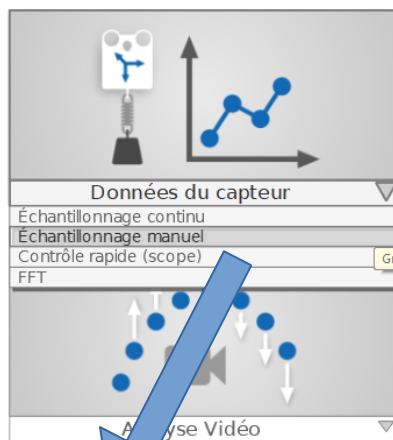 Données du capteur
Échantillonnage continu
Échantillonnage manuel
Contrôle rapide (scope)
FFT
Vidéo